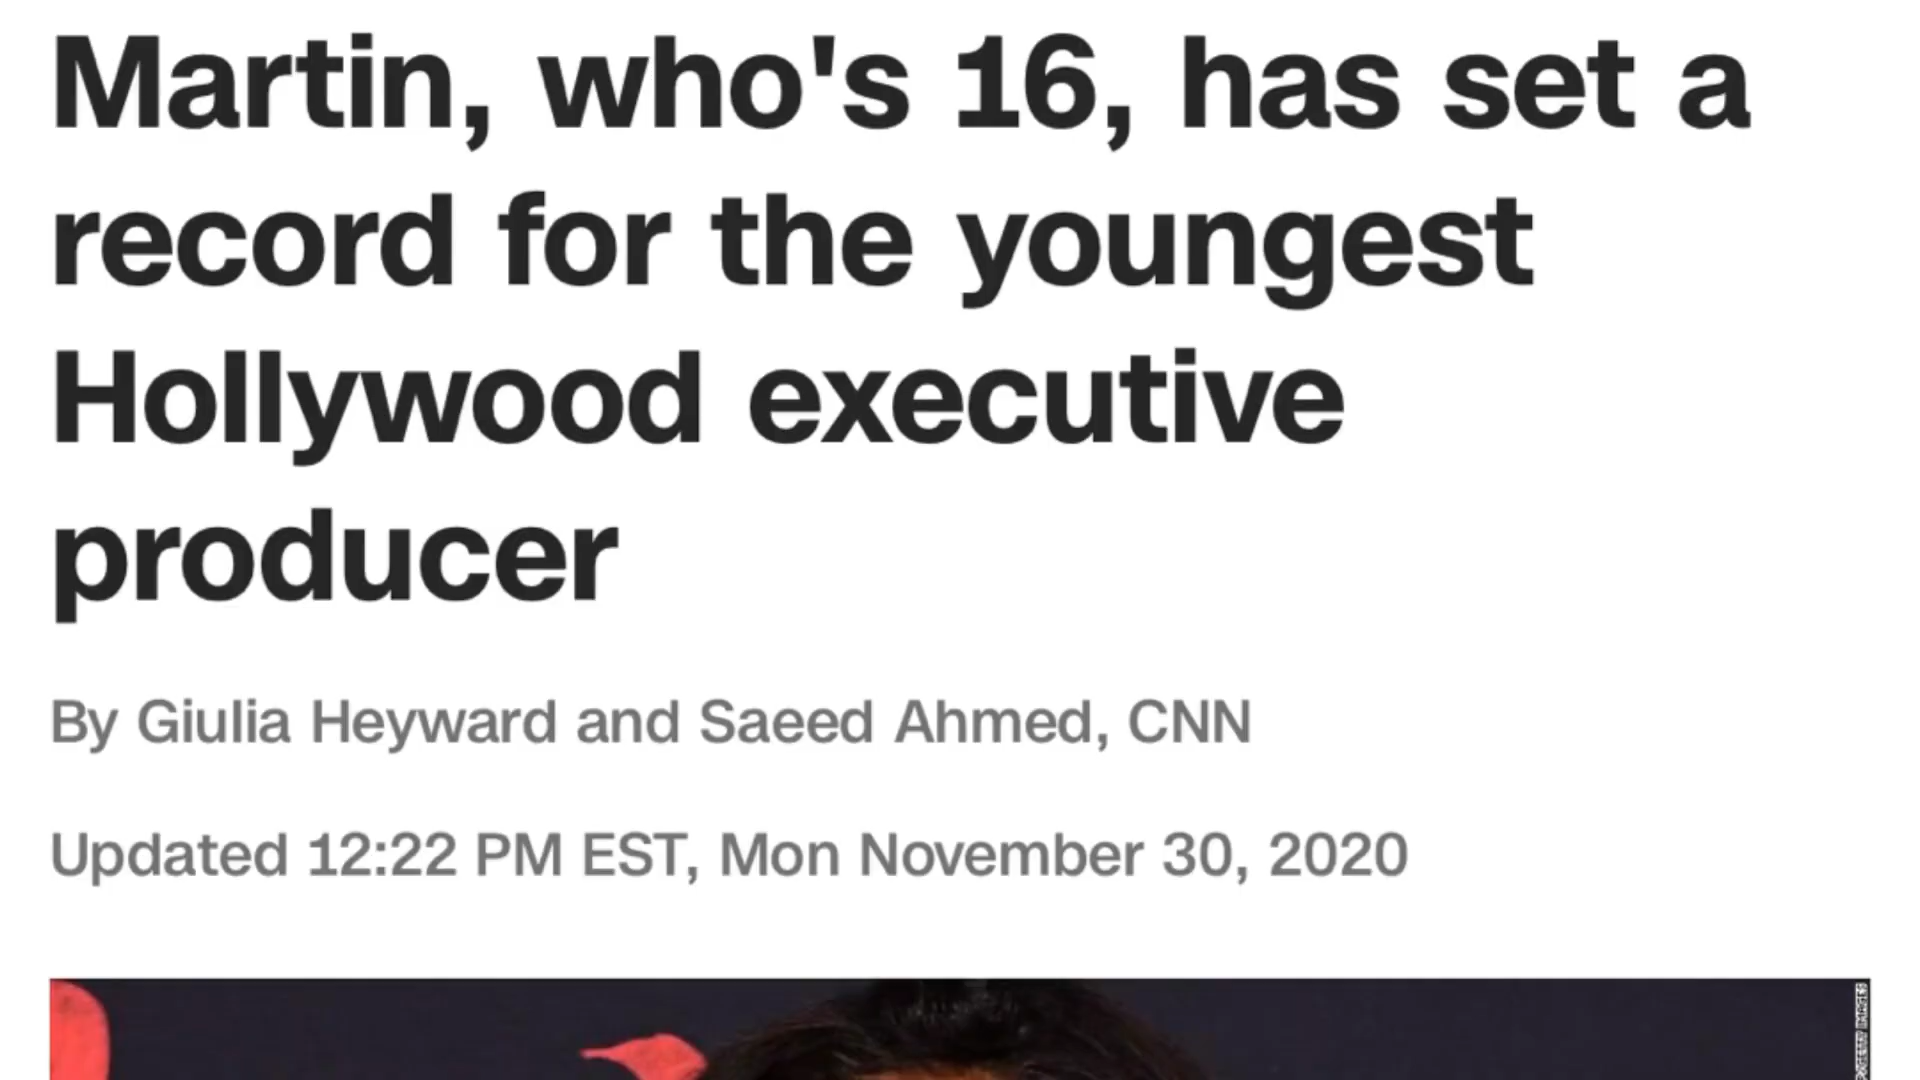 Martin, who's 16, has set a
record for the youngest
Hollywood executive
producer
By Giulia Heyward and Saeed Ahmed, CNN
Updated 12:22 PM EST, Mon November 30, 2020
IMAGES